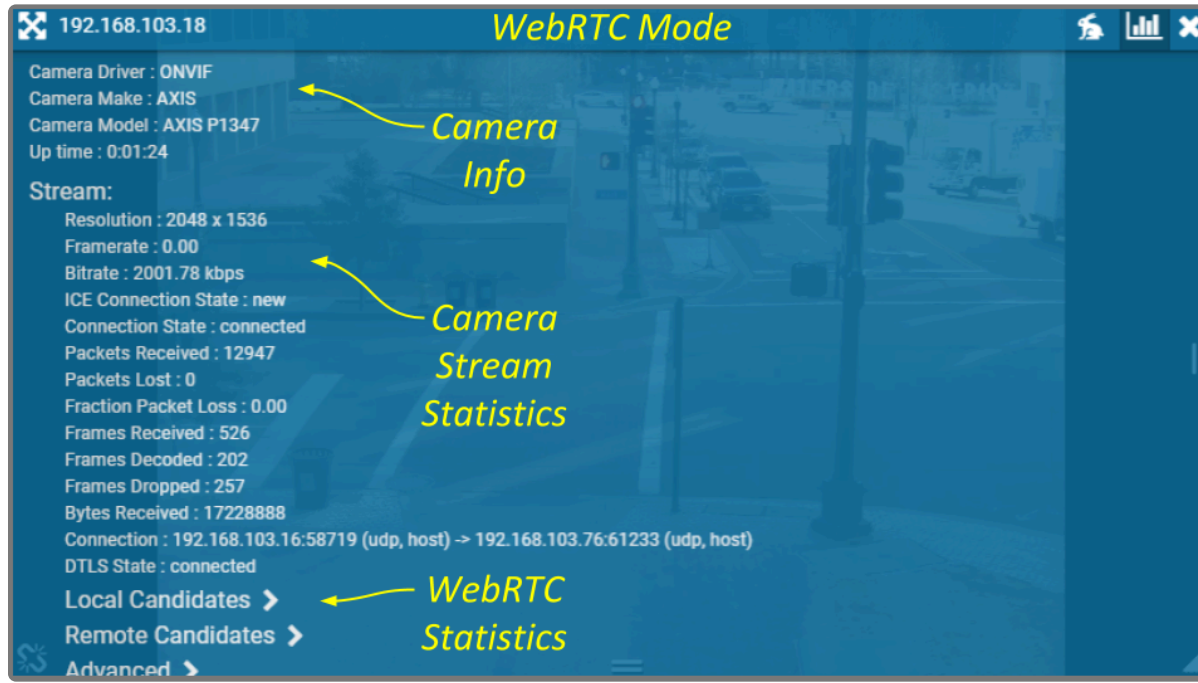 192.168.103.18
WebRTC Mode
Camera Driver : ONVIF
Camera Make : AXIS
Camera Model : AXIS P1347
Up time : 0:01:24
Camera
Info
Stream:
Resolution : 2048 x 1536
Framerate : 0.00
Bitrate : 2001.78 kbps
ICE Connection State : new
Connection State : connected
Packets Received : 12947
Packets Lost : 0
Fraction Packet Loss : 0.00
Frames Received : 526
Frames Decoded : 202
Frames Dropped : 257
Bytes Received : 17228888
Connection : 192.168.103.16:58719 (udp, host) -> 192.168.103.76:61233 (udp, host)
DTLS State : connected
Camera
Stream
Statistics
Local Candidates
Remote Candidates
Advanced
WebRTC
Statistics